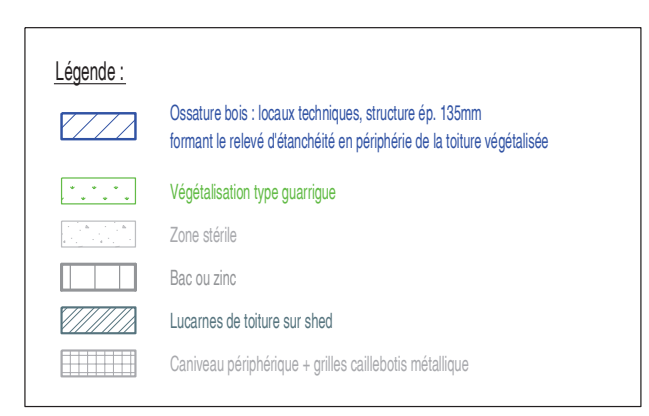 Légende :
Ossature bois : locaux techniques, structure ép. 135mm
formant le relevé d'étanchéité en périphérie de la toiture végétalisée
Végétalisation type guarrigue
Zone stérile
Bac ou zinc
Lucarnes de toiture sur shed
Caniveau périphérique + grilles caillebotis métallique